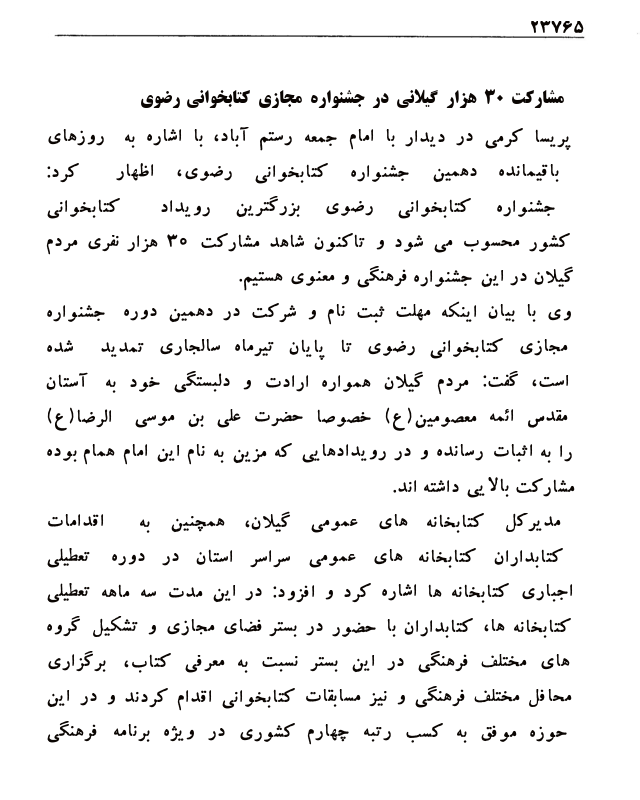 ۲۳۷۶۵
مشارکت ۳۰ هزار گیلانی در جشنواره مجازی کتابخوانی رضوی
پریسا کرمی در دیدار با امام جمعه رستم آباد، با اشاره به روزهای
باقیمانده دهمین جشنواره کتابخوانی رضوی، اظهار کرد:
جشنواره کتابخوانی رضوی بزرگترین رویداد کتابخوانی
کشور محسوب می شود و تاکنون شاهد مشارکت ۳۰ هزار نفری مردم
گیلان در این جشنواره فرهنگی و معنوی هستیم.
وی با بیان اینکه مهلت ثبت نام و شرکت در دهمین دوره جشنواره
مجازی کتابخوانی رضوی تا پایان تیرماه سالجاری تمدید شده
است، گفت: مردم گیلان همواره ارادت و دلبستگی خود به آستان
مقدس ائمه معصومین(ع) خصوصا حضرت علی بن موسی الرضا(ع)
را به اثبات رسانده و در رویدادهایی که مزین به نام این امام همام بوده
مشارکت بالایی داشته اند.
مدیرکل کتابخانه های عمومی گیلان، همچنین به اقدامات
کتابداران کتابخانه های عمومی سراسر استان در دوره تعطیلی
اجباری کتابخانه ها اشاره کرد و افزود: در این مدت سه ماهه تعطیلی
کتابخانه ها، کتابداران با حضور در بستر فضای مجازی و تشکیل گروه
های مختلف فرهنگی در این بستر نسبت به معرفی کتاب، برگزاری
محافل مختلف فرهنگی و نیز مسابقات کتابخوانی اقدام کردند و در این
حوزه موفق به کسب رتبه چهارم کشوری در ویژه برنامه فرهنگی